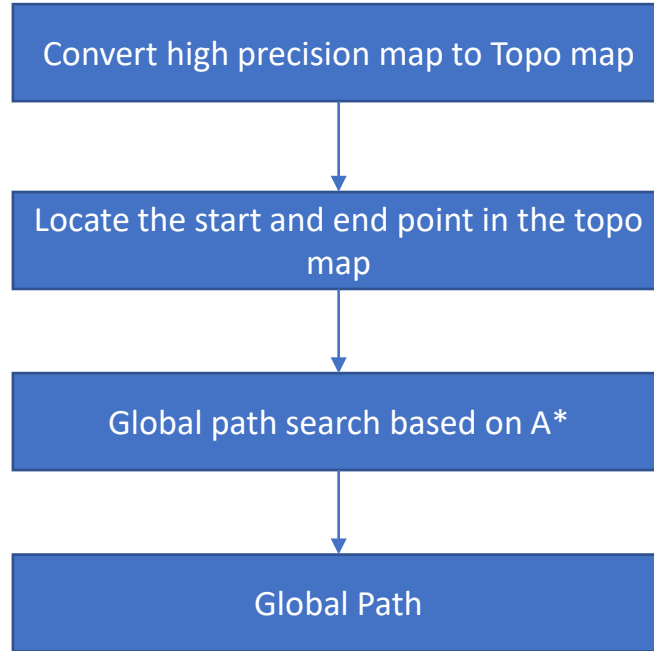 Convert high precision map to Topo map
Locate the start and end point in the topo
map
Global path search based on A*
Global Path